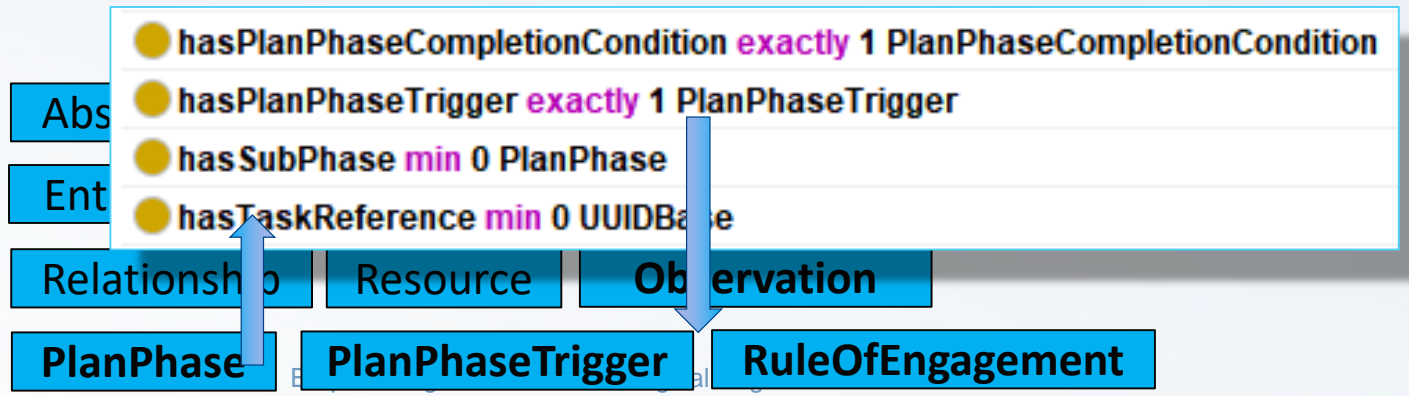 hasPlanPhaseCompletionCondition exactly 1 PlanPhaseCompletionCondition
hasPlanPhaseTrigger exactly 1 PlanPhaseTrigger
hasSubPhase min 0 PlanPhase
hasTaskReference min 0 UUIDBase
Abs
Ent
Relationship Resource Observation
PlanPhase PlanPhaseTrigger RuleOfEngagement